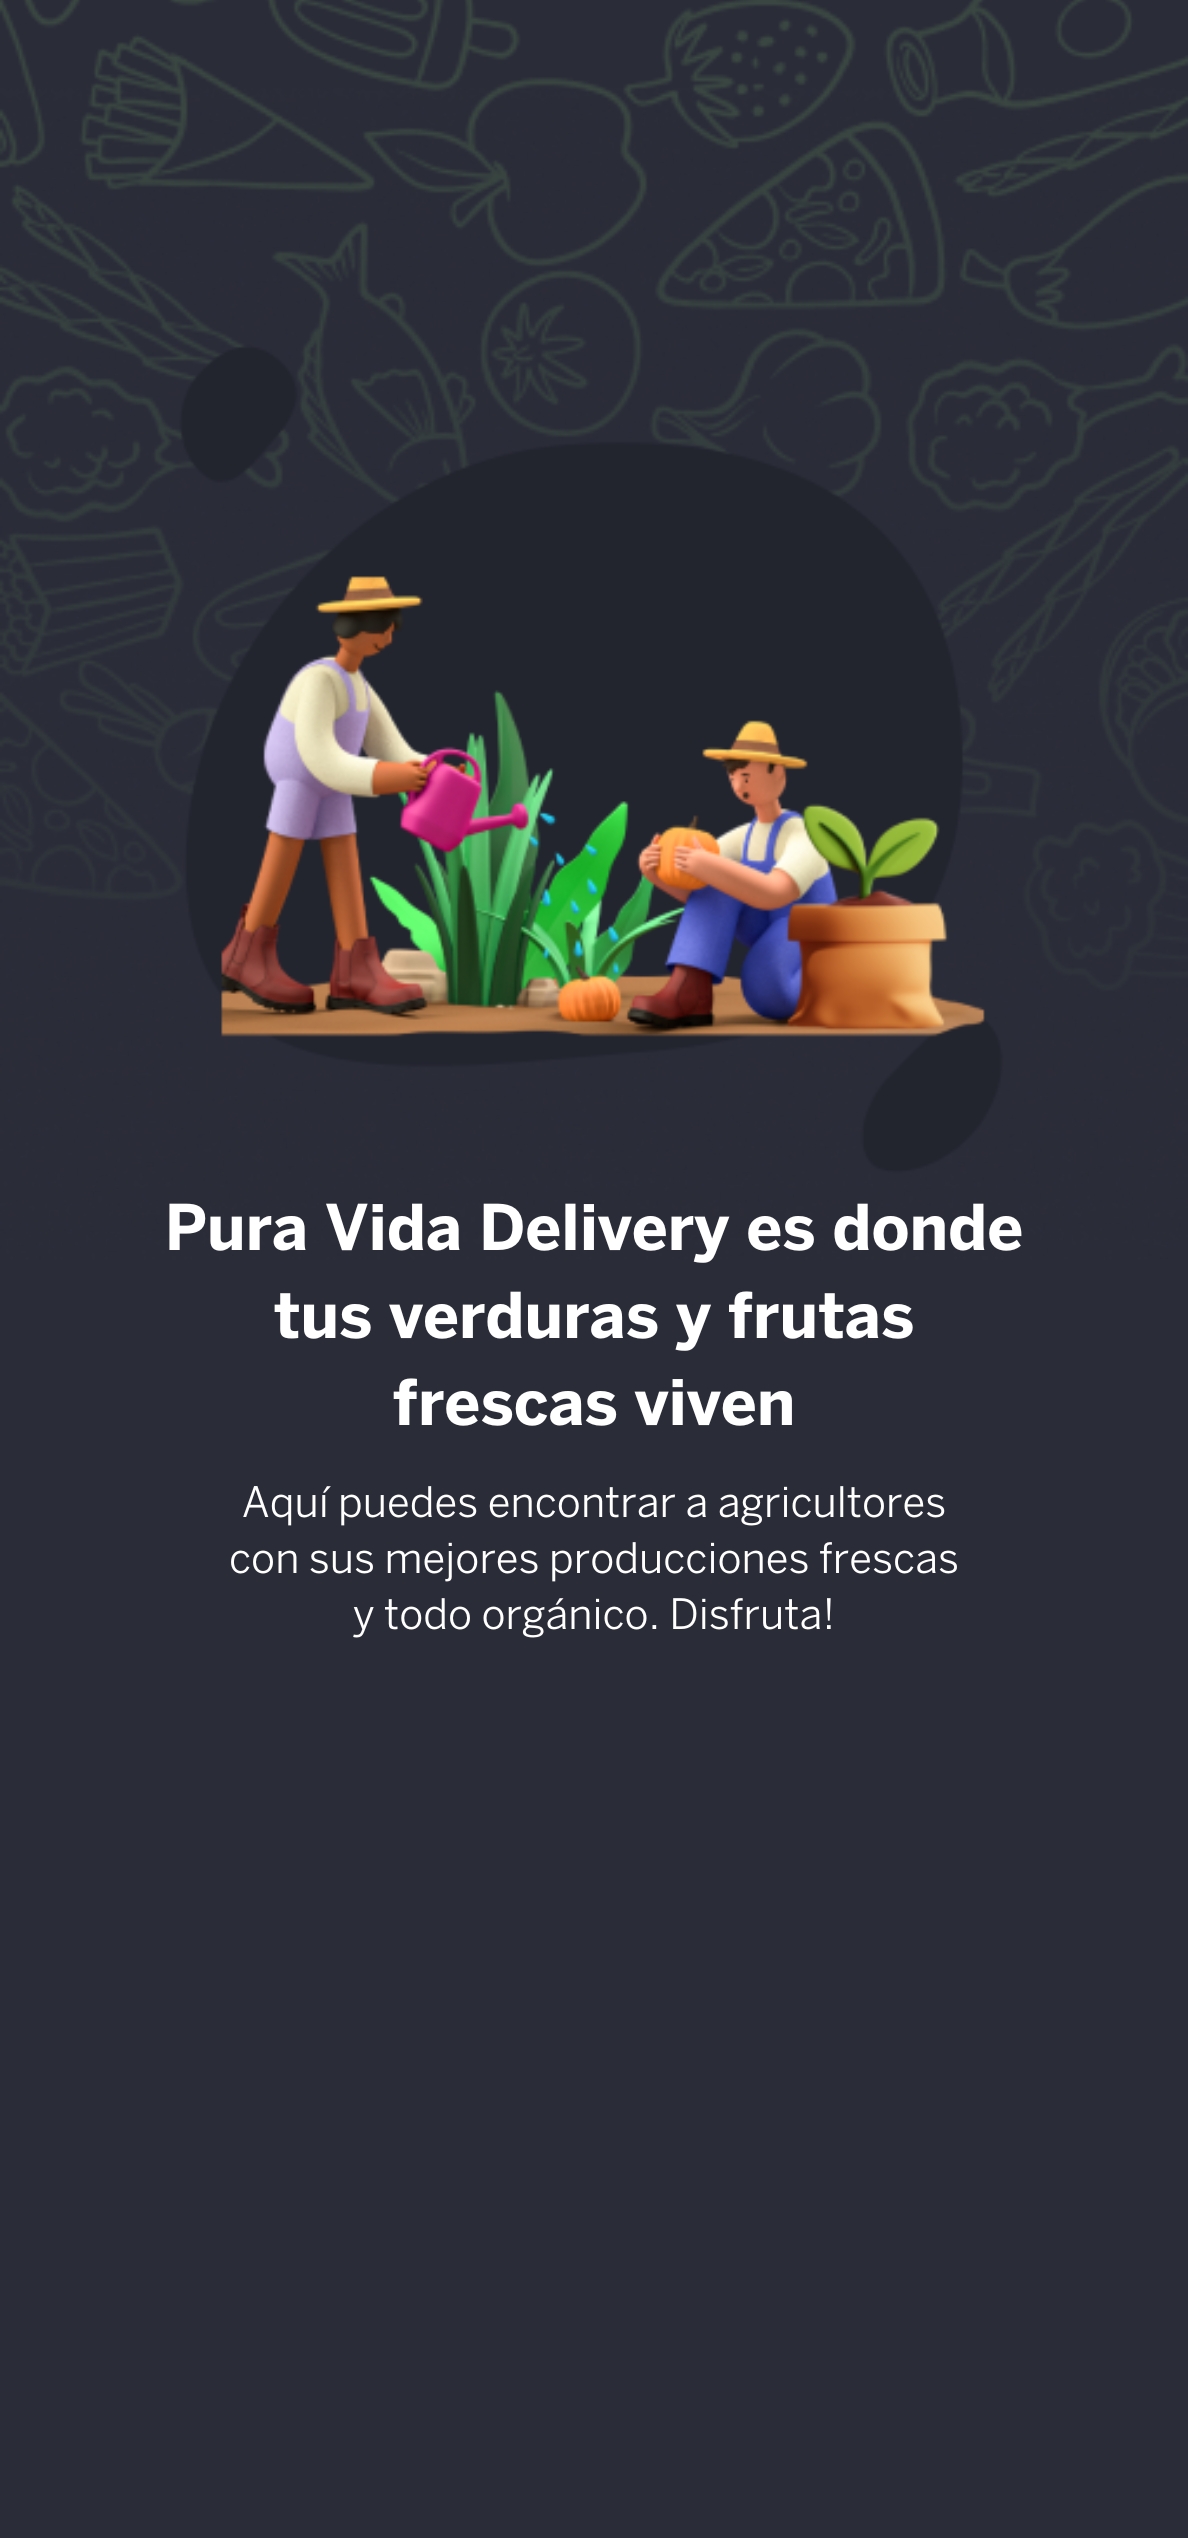 Pura Vida Delivery es donde
tus verduras y frutas
frescas viven
Aquí puedes encontrar a agricultores
con sus mejores producciones frescas
y todo orgánico. Disfruta!